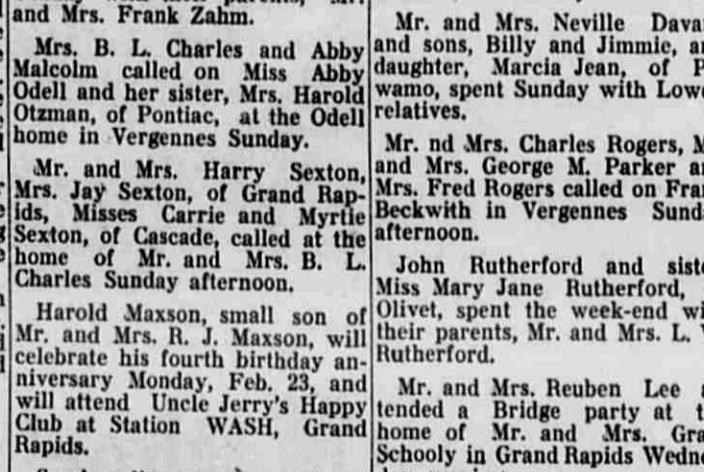 and Mrs. Frank Zahm.
Mrs. B. L. Charles and Abby
Malcolm called on Miss Abby
Odell and her sister, Mrs. Harold
Otzman, of Pontiac, at the Odell
home in Vergennes Sunday.
Mr. and Mrs. Harry Sexton,
Mrs. Jay Sexton, of Grand Rap-
ids, Misses Carrie and Myrtie
Sexton, of Cascade, called at the
home of Mr. and Mrs. B. L.
Charles Sunday afternoon.
Harold Maxson, small son of
Mr. and Mrs. R. J. Maxson, will
celebrate his fourth birthday an-
niversary Monday, Feb. 23, and
will attend Uncle Jerry's Happy
Club at Station WASH, Grand
Rapids.
Mr. and Mrs. Neville
and sons, Billy and Jimmie,
daughter, Marcia Jean, of
wamo, spent Sunday with
relatives.
Mr. nd Mrs. Charles Rogers,
and Mrs. George M. Parker
Mrs. Fred Rogers called on
Beckwith in Vergennes
afternoon.
John Rutherford and
Miss Mary Jane Rutherford,
Olivet, spent the week-end
their parents, Mr. and Mrs. L.
Rutherford.
Mr. and Mrs. Reuben Lee
tended a Bridge party at
home of Mr. and Mrs.
Schooly in Grand Rapids